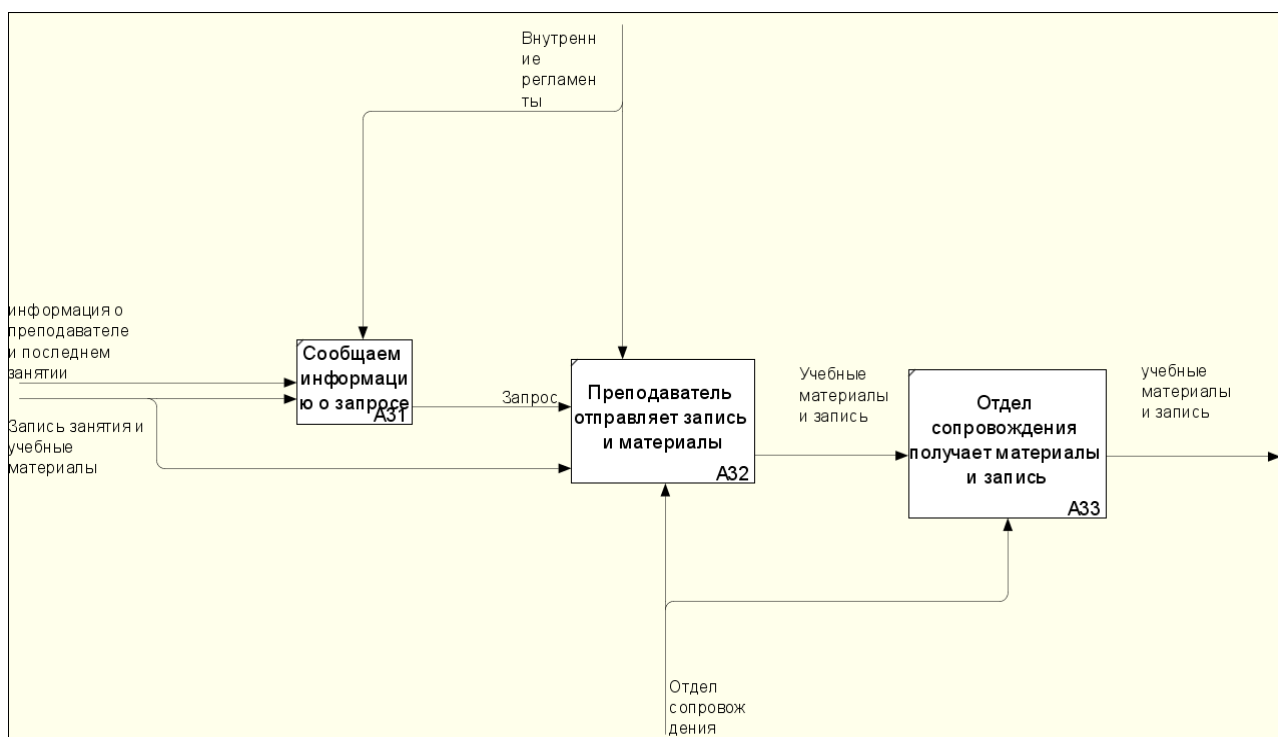 Внутренн
ие
регламен
ты
информация о
преподавателе
и последнем
занятии
Запись занятия и
учебные
материалы
Сообщаем
информаци
ю о запросе
A31
Запрос
Преподаватель
отправляет запись
и материалы
A32
Учебные
материалы
и запись
Отдел
сопровождения
получает материалы
и запись
A33
учебные
материалы
и запись
Отдел
сопровож
дения